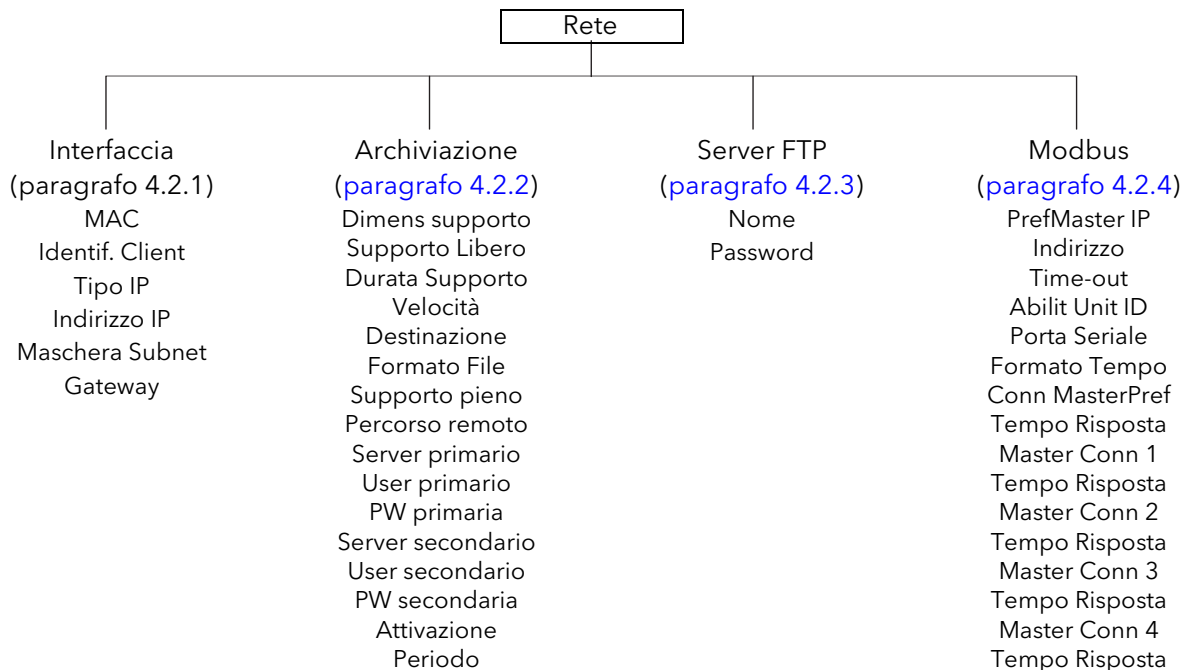 Rete
Interfaccia
(paragrafo 4.2.1)
MAC
Identif. Client
Tipo IP
Indirizzo IP
Maschera Subnet
Gateway
Archiviazione
(paragrafo 4.2.2)
Dimens supporto
Supporto Libero
Durata Supporto
Velocità
Destinazione
Formato File
Supporto pieno
Percorso remoto
Server primario
User primario
PW primaria
Server secondario
User secondario
PW secondaria
Attivazione
Periodo
Server FTP
(paragrafo 4.2.3)
Nome
Password
Modbus
(paragrafo 4.2.4)
PrefMaster IP
Indirizzo
Time-out
Abilit Unit ID
Porta Seriale
Formato Tempo
Conn MasterPref
Tempo Risposta
Master Conn 1
Tempo Risposta
Master Conn 2
Tempo Risposta
Master Conn 3
Tempo Risposta
Master Conn 4
Tempo Risposta